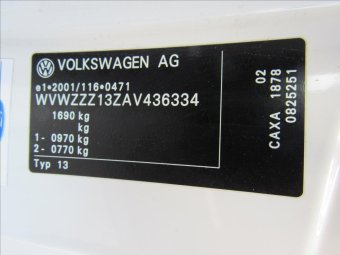 VOLKSWAGEN AG
e1*2001/116*0471
WVWZZZ13ZAV436334
1690 kg
kg
1- 0970 kg
2- 0770 kg
Typ 13
02
CAXA 1878
0825251